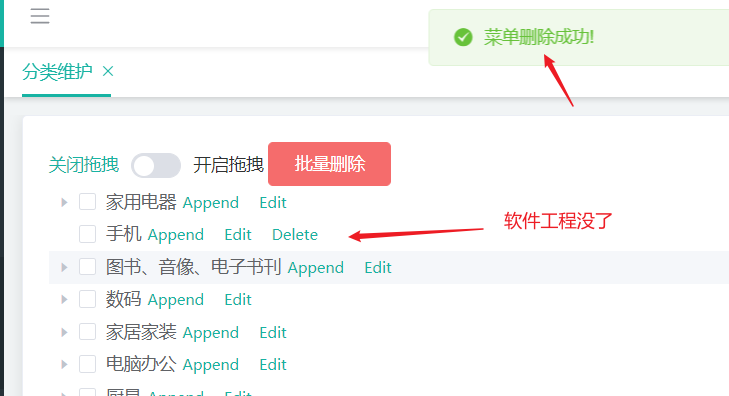 菜单删除成功!
分类维护 ×
关闭拖拽 开启拖拽 批量删除
家用电器 Append Edit
软件工程没了
手机 Append Edit Delete
图书、音像、电子书刊 Append Edit
数码 Append Edit
家居家装 Append Edit
电脑办公 Append Edit
厨具 Append Edit